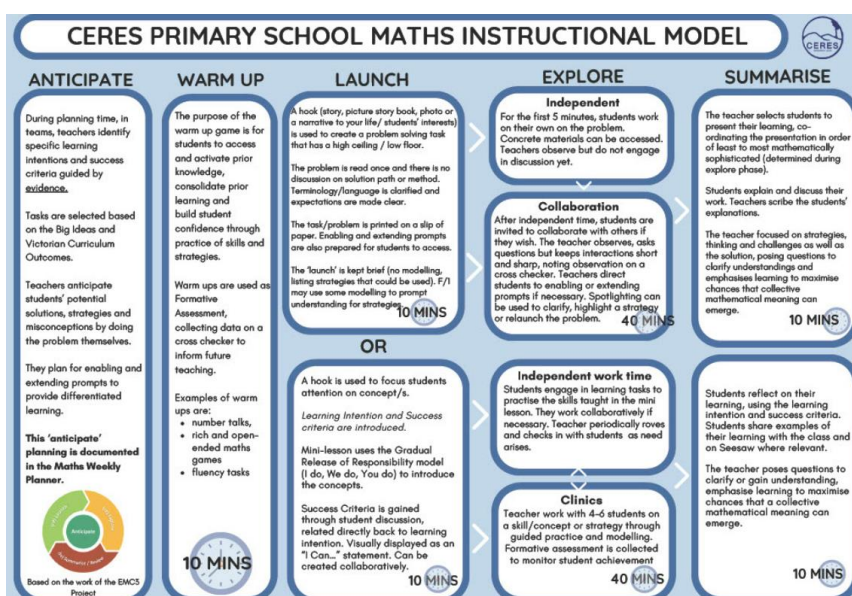 CERES PRIMARY SCHOOL MATHS INSTRUCTIONAL MODEL
CERES
ANTICIPATE
During planning time, in
teams, teachers identify
specific learning
intentions and success
criteria guided by
evidence.
Tasks are selected based
on the Big Ideas and
Victorian Curriculum
Outcomes.
Teachers anticipate
students' potential
solutions, strategies and
misconceptions by doing
the problem themselves.
They plan for enabling and
extending prompts to
provide differentiated
learning.
This 'anticipate'
planning is documented
in the Maths Weekly
Planner.
Anticipate
Based on the work of the EMC3
Project
WARM UP
The purpose of the
warm up game is for
students to access
and activate prior
knowledge,
consolidate prior
learning and
build student
confidence through
practice of skills and
strategies.
Warm ups are used as
Formative
Assessment,
collecting data on a
cross checker to
inform future
teaching.
Examples of warm
ups are:
• number talks,
• rich and open-
ended maths
games
• fluency tasks
10 MINS
LAUNCH
A hook (story, picture story book, photo or
a narrative to your life/ students' interests)
is used to create a problem solving task
that has a high ceiling / low floor.
The problem is read once and there is no
discussion on solution path or method.
Terminology/language is clarified and
expectations are made clear.
The task/problem is printed on a slip of
paper. Enabling and extending prompts
are also prepared for students to access.
The 'launch' is kept brief (no modelling,
listing strategies that could be used). F/1
may use some modelling to prompt
understanding for strategies.
10 MINS
OR
A hook is used to focus students
attention on concept/s.
Learning Intention and Success
criteria are introduced.
Mini-lesson uses the Gradual
Release of Responsibility model
(I do, We do, You do) to introduce
the concepts.
Success Criteria is gained
through student discussion,
related directly back to learning
intention. Visually displayed as an
"I Can..." statement. Can be
created collaboratively.
10 MINS
EXPLORE
Independent
For the first 5 minutes, students work
on their own on the problem.
Concrete materials can be accessed.
Teachers observe but do not engage
in discussion yet.
Collaboration
After independent time, students are
invited to collaborate with others if
they wish. The teacher observes, asks
questions but keeps interactions short
and sharp, noting observation on a
cross checker. Teachers direct
students to enabling or extending
prompts if necessary. Spotlighting can
be used to clarify, highlight a strategy
or relaunch the problem.
40 MINS
Independent work time
Students engage in learning tasks to
practise the skills taught in the mini
lesson. They work collaboratively if
necessary. Teacher periodically roves
and checks in with students as need
arises.
Clinics
Teacher work with 4-6 students on
a skill/concept or strategy through
guided practice and modelling.
Formative assessment is collected
to monitor student achievement
40 MINS
SUMMARISE
The teacher selects students to
present their learning, co-
ordinating the presentation in order
of least to most mathematically
sophisticated (determined during
explore phase).
Students explain and discuss their
work. Teachers scribe the students'
explanations.
The teacher focused on strategies,
thinking and challenges as well as
the solution, posing questions to
clarify understandings and
emphasises learning to maximise
chances that collective
mathematical meaning can
emerge.
10 MINS
Students reflect on their
learning, using the learning
intention and success criteria.
Students share examples of
their learning with the class and
on Seesaw where relevant.
The teacher poses questions to
clarify or gain understanding,
emphasise learning to maximise
chances that a collective
mathematical meaning can
emerge.
10 MINS